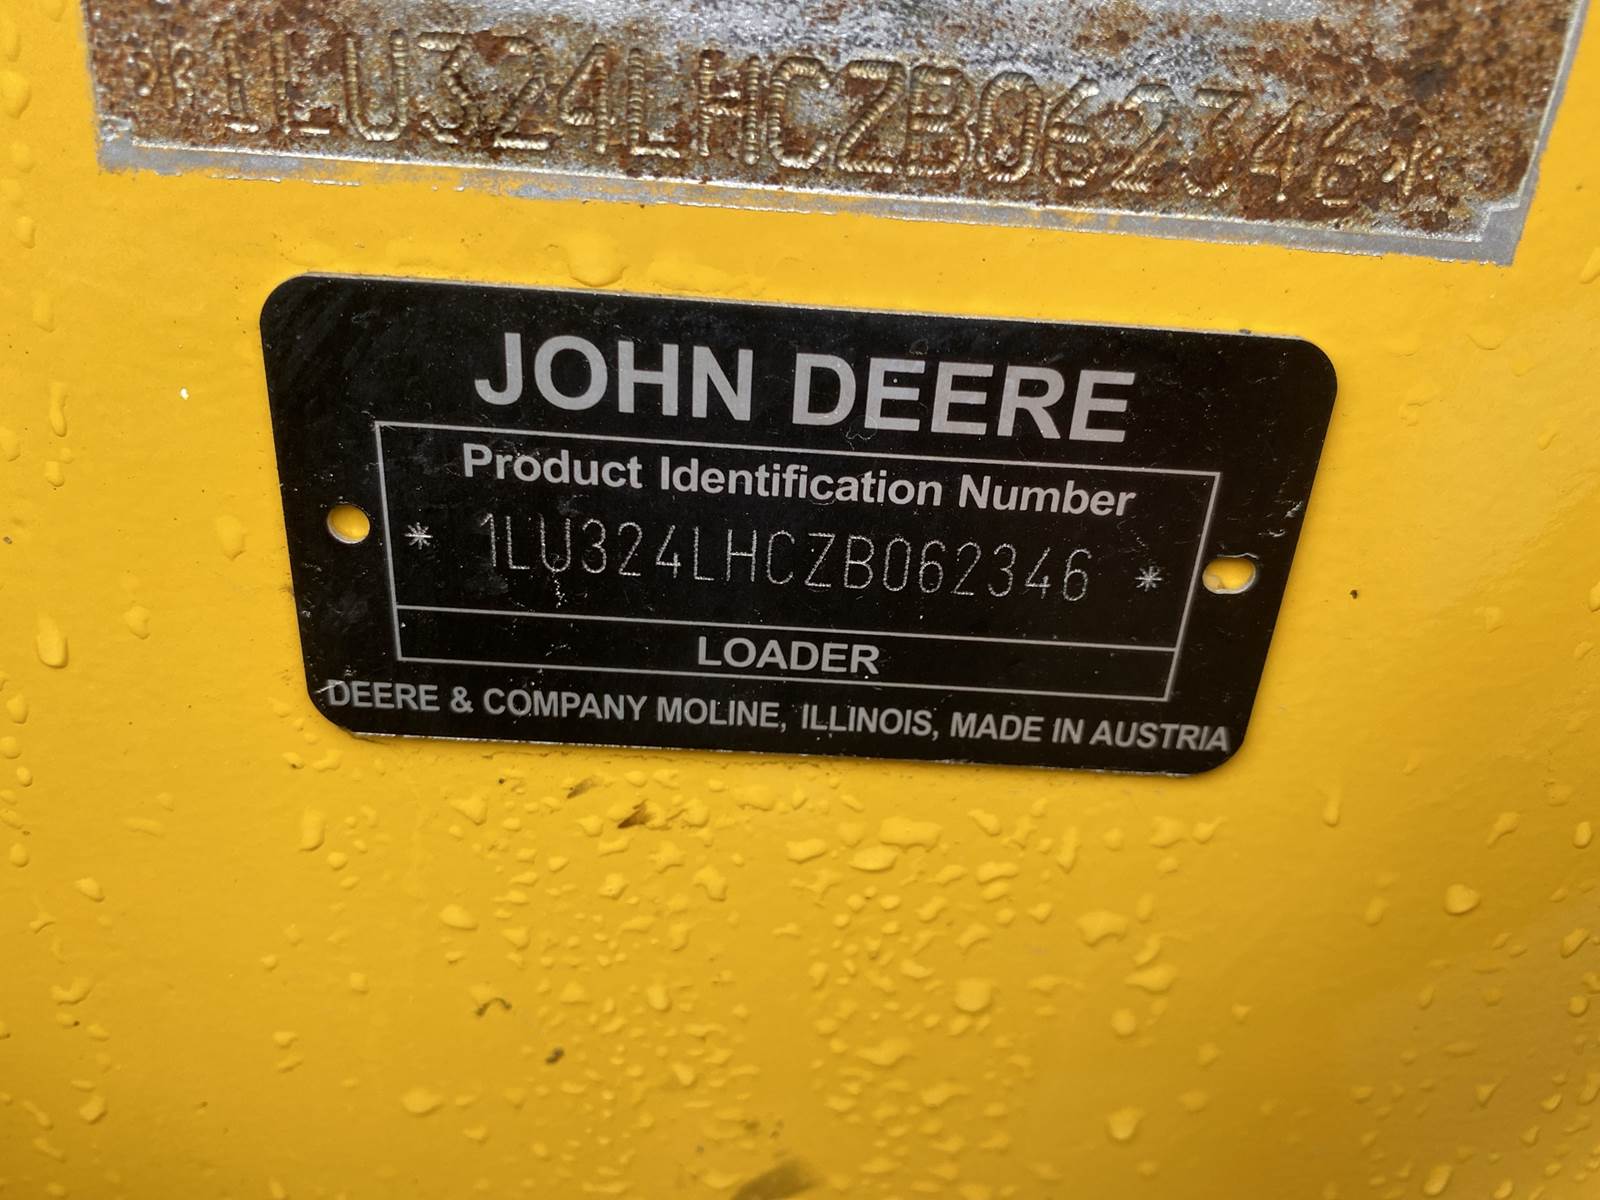 *1LU324LHCZB062346*
JOHN DEERE
Product Identification Number
* 1LU324LHCZB062346 *
LOADER
DEERE & COMPANY MOLINE, ILLINOIS, MADE IN AUSTRIA